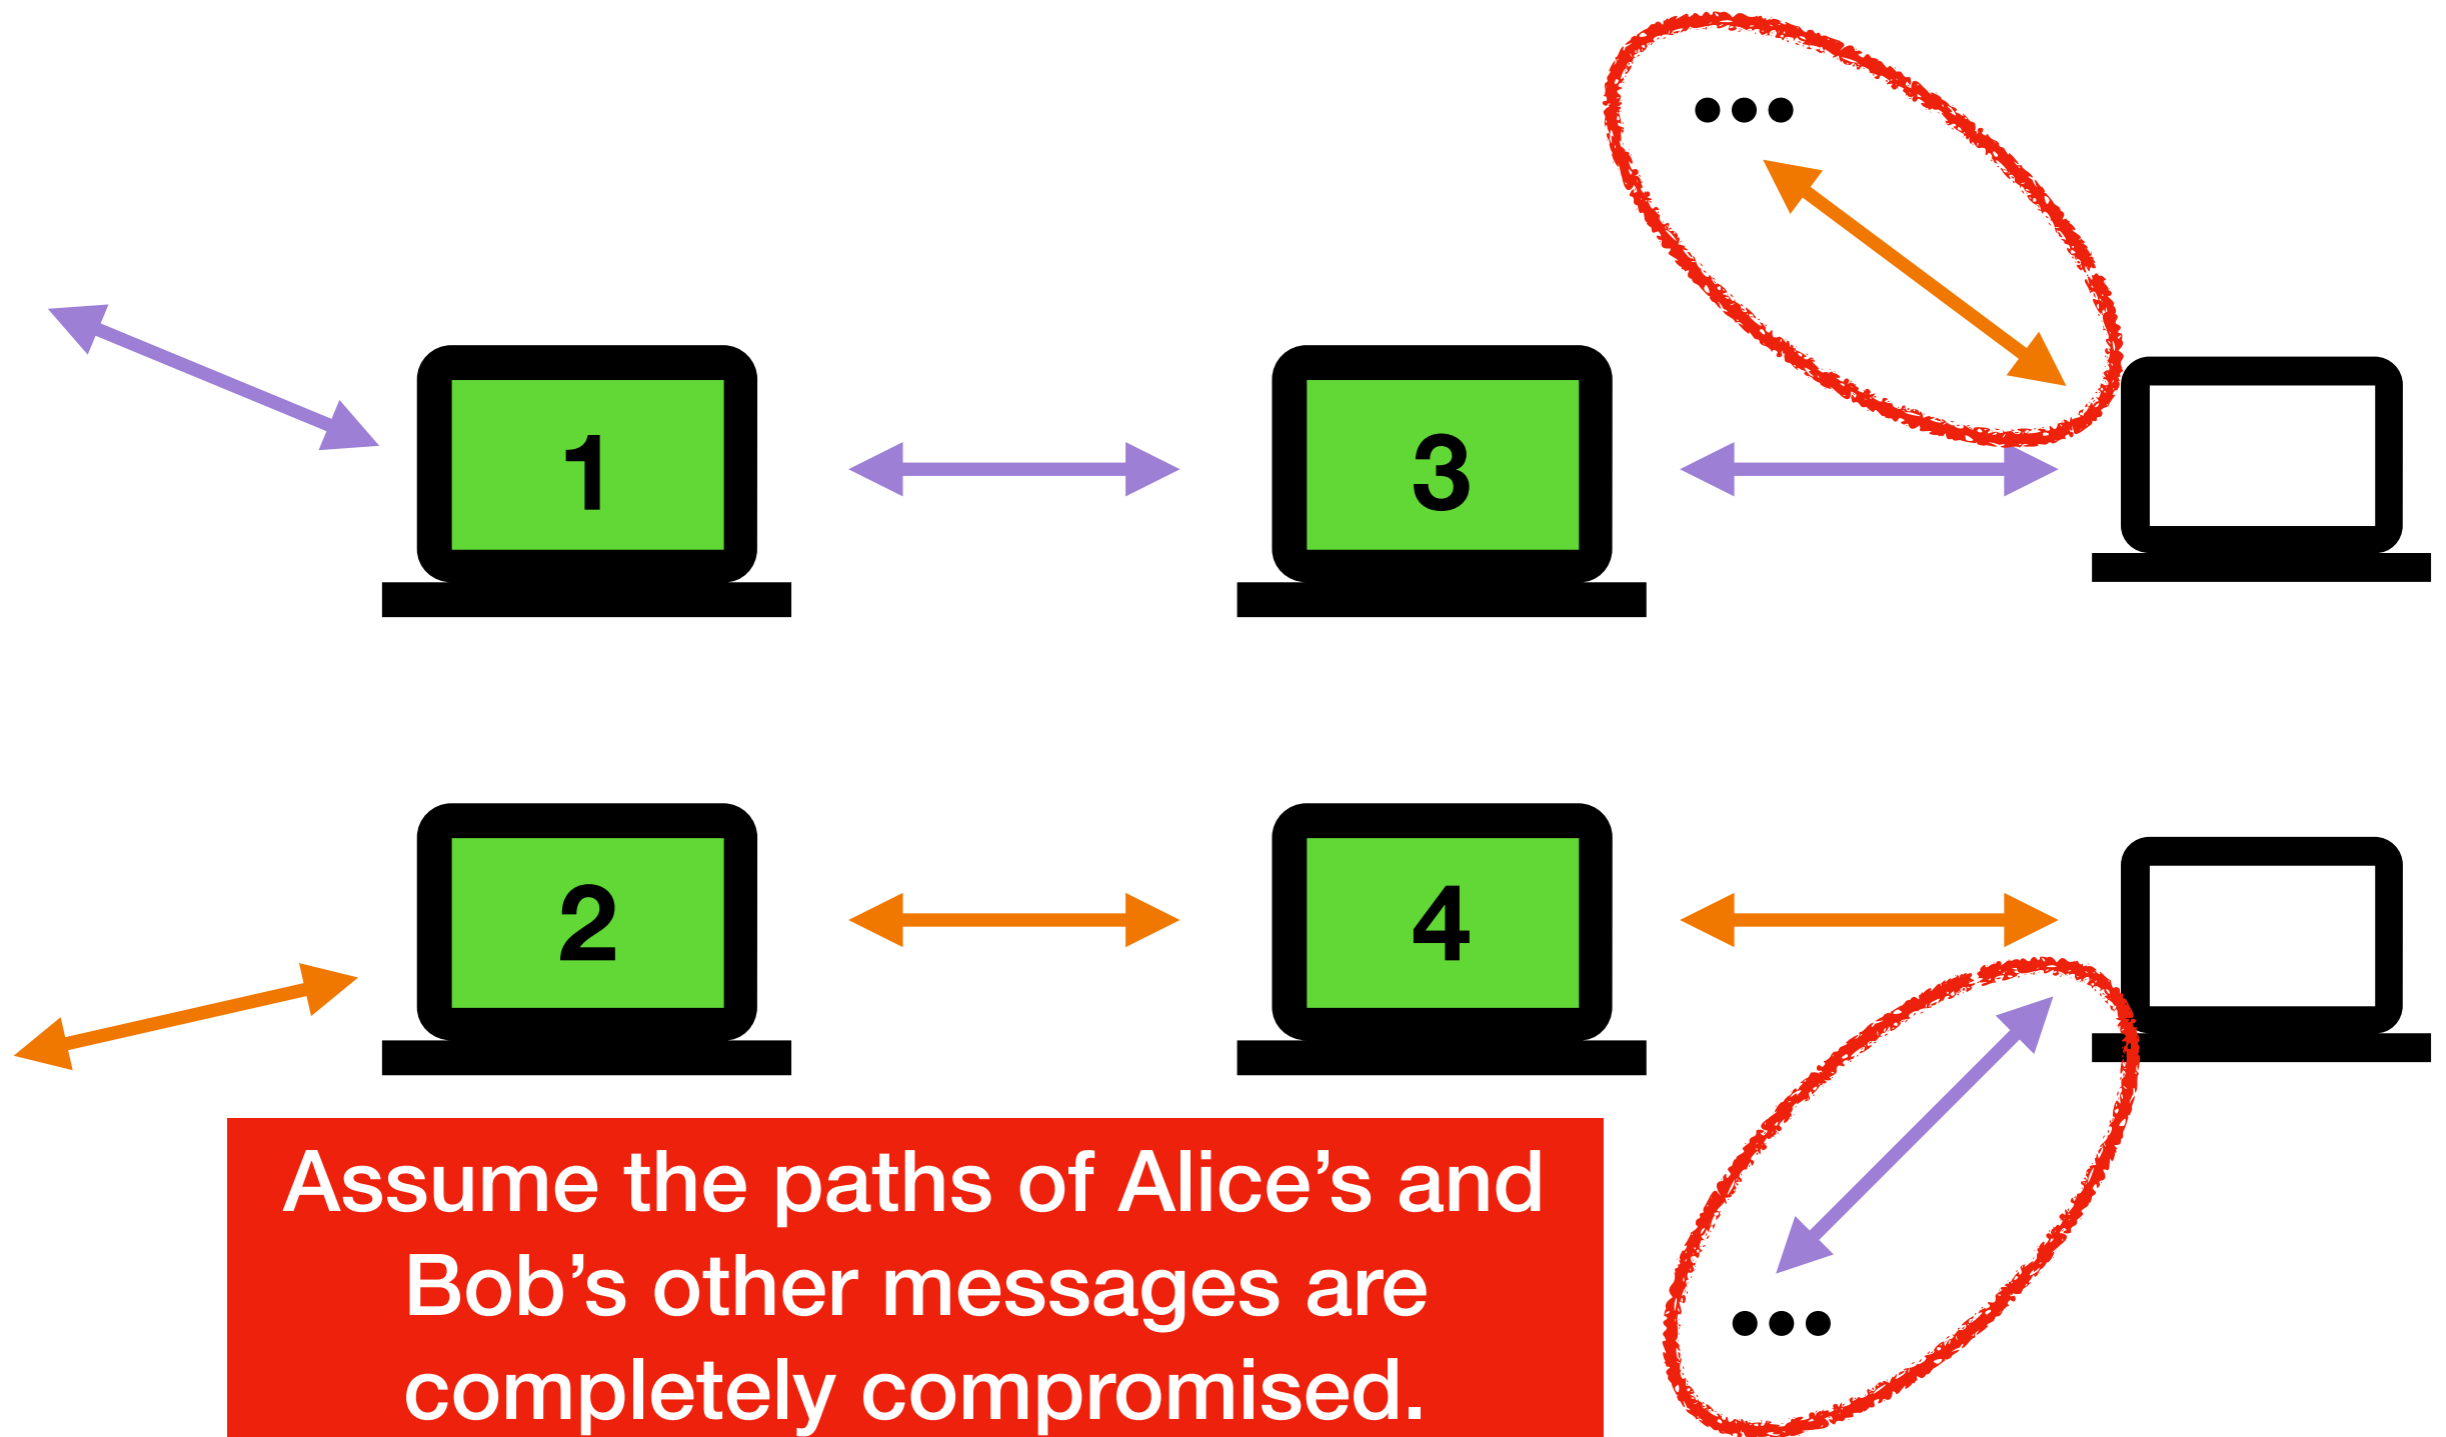 •••
1
3
2
4
Assume the paths of Alice’s and
Bob’s other messages are
completely compromised.
•••